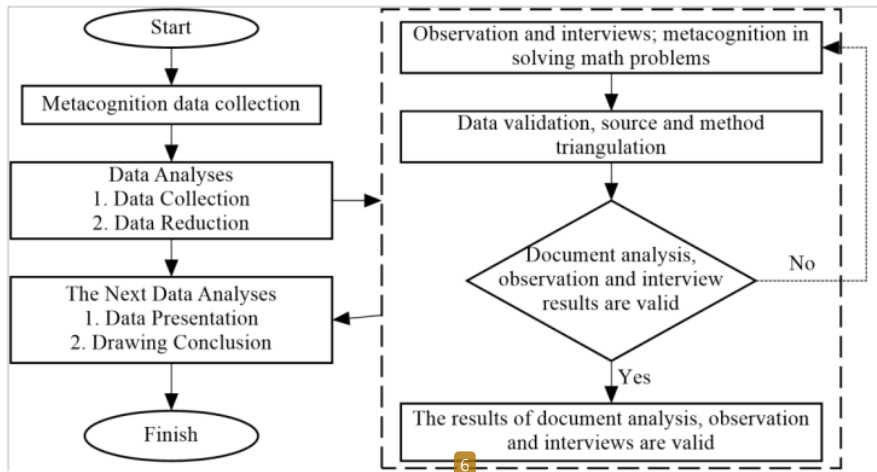 Start
Metacognition data collection
Data Analyses
1. Data Collection
2. Data Reduction
The Next Data Analyses
1. Data Presentation
2. Drawing Conclusion
Finish
Observation and interviews; metacognition in
solving math problems
Data validation, source and method
triangulation
Document analysis,
observation and interview
results are valid
No
Yes
The results of document analysis, observation
and interviews are valid
6